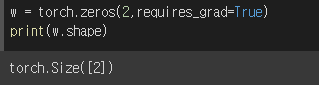 w = torch.zeros(2,requires_grad=True)
print(w.shape)
torch.Size([2])